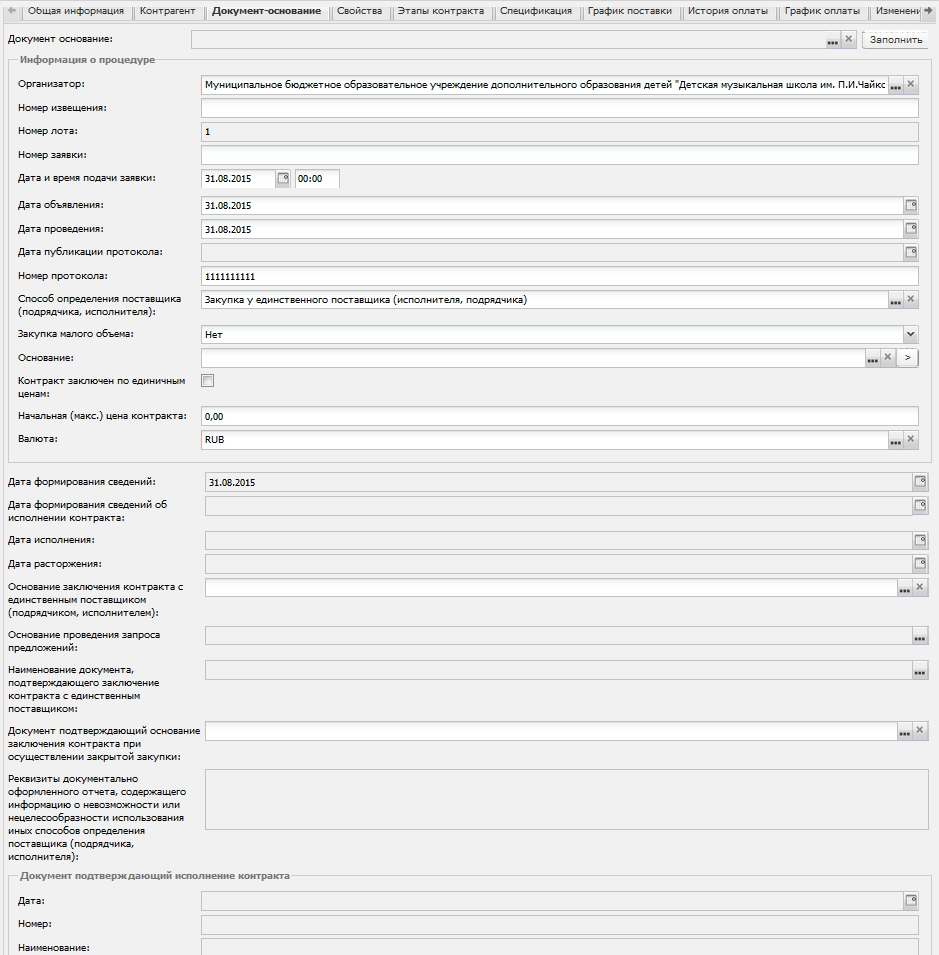 Общая информация Контрагент Документ-основание Свойства Этапы контракта Спецификация График поставки История оплаты График оплаты Изменени
Документ основание: ... Заполнить
Информация о процедуре
Организатор: Муниципальное бюджетное образовательное учреждение дополнительного образования детей "Детская музыкальная школа им. П.И.Чайкс ...
Номер извещения:
Номер лота: 1
Номер заявки:
Дата и время подачи заявки: 31.08.2015 00:00
Дата объявления: 31.08.2015
Дата проведения: 31.08.2015
Дата публикации протокола:
Номер протокола: 1111111111
Способ определения поставщика
(подрядчика, исполнителя): Закупка у единственного поставщика (исполнителя, подрядчика) ...
Закупка малого объема: Нет
Основание: ... >
Контракт заключен по единичным
ценам:
Начальная (макс.) цена контракта: 0,00
Валюта: RUB ...
Дата формирования сведений: 31.08.2015
Дата формирования сведений об
исполнении контракта:
Дата исполнения:
Дата расторжения:
Основание заключения контракта с
единственным поставщиком
(подрядчиком, исполнителем): ...
Основание проведения запроса
предложений: ...
Наименование документа,
подтверждающего заключение
контракта с единственным
поставщиком: ...
Документ подтверждающий основание
заключения контракта при
осуществлении закрытой закупки: ...
Реквизиты документально
оформленного отчета, содержащего
информацию о невозможности или
нецелесообразности использования
иных способов определения
поставщика (подрядчика,
исполнителя):
Документ подтверждающий исполнение контракта
Дата:
Номер:
Наименование: